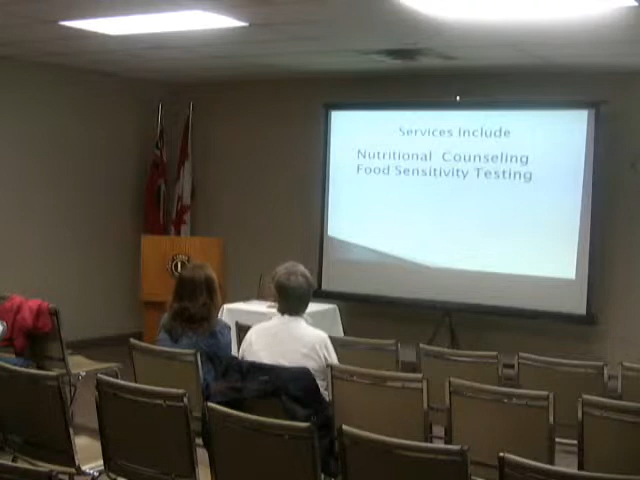 Services Include
Nutritional Counseling
Food Sensitivity Testing